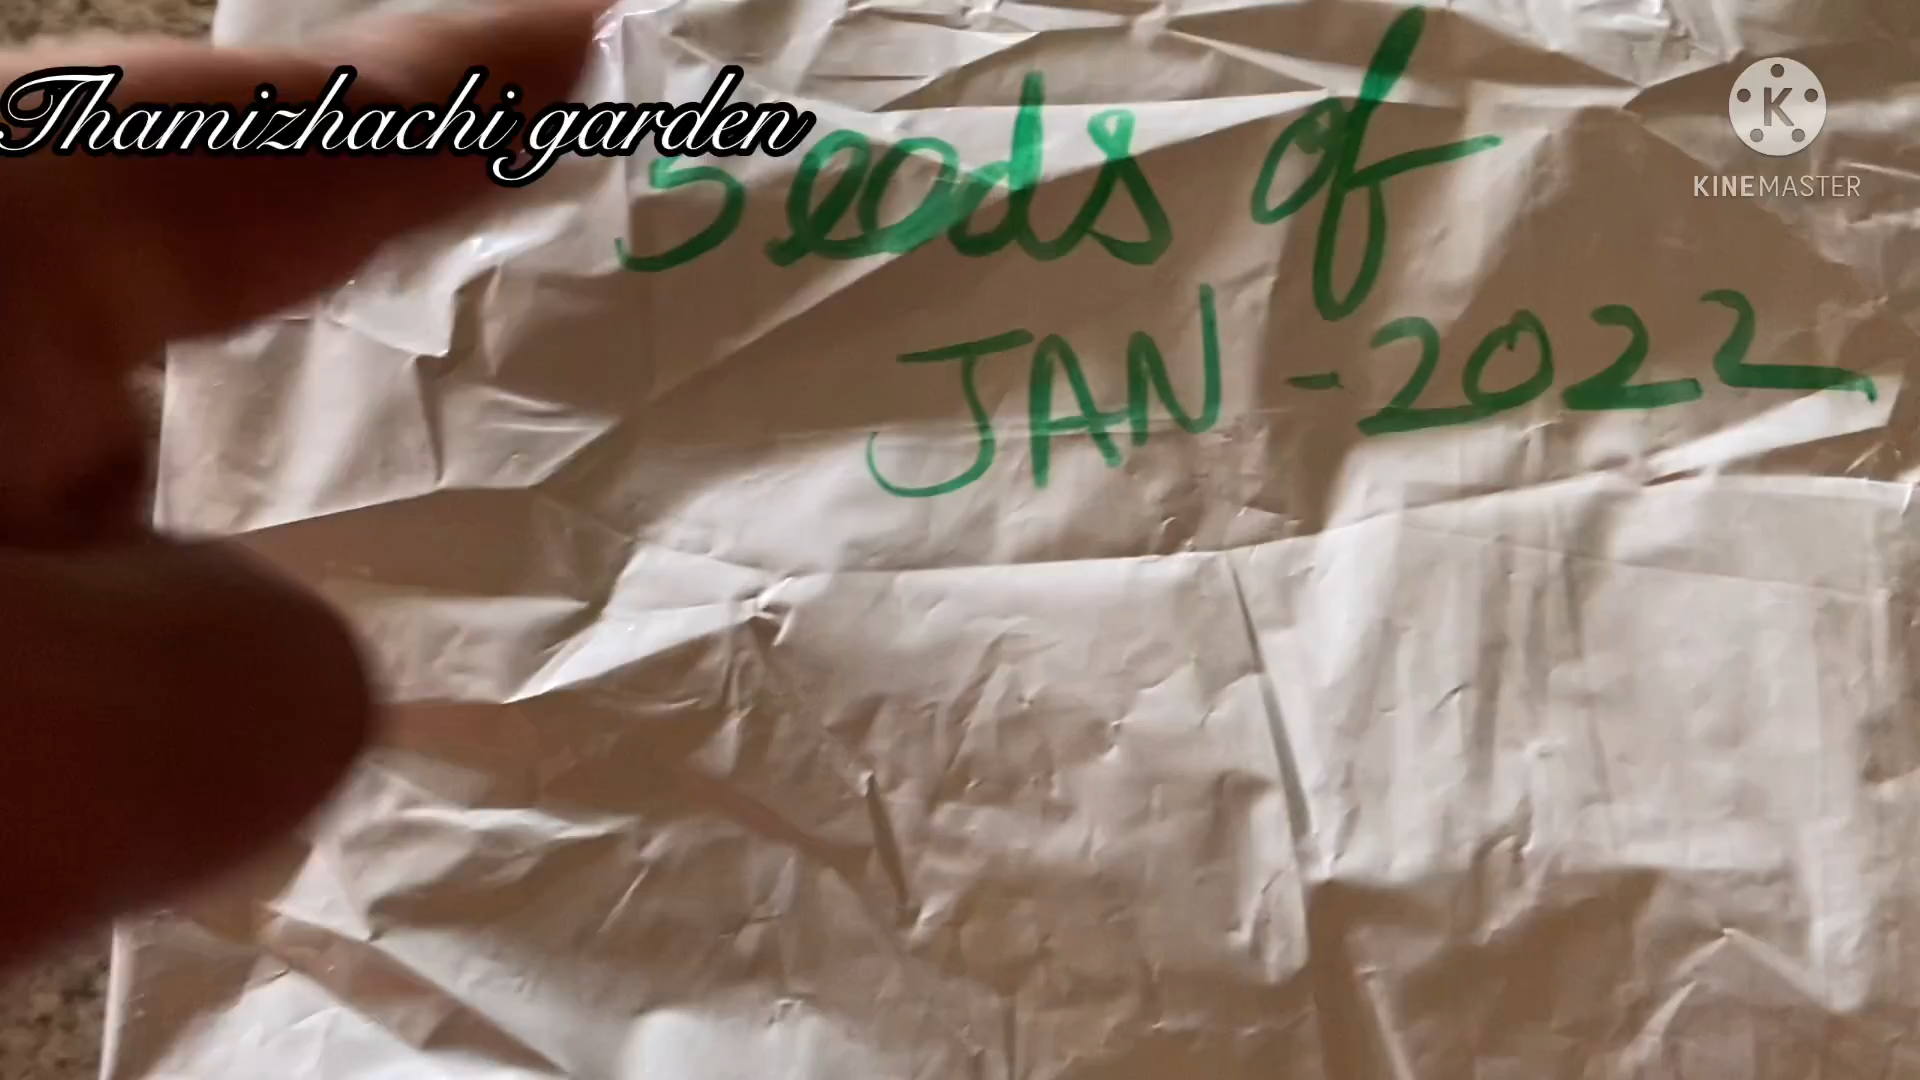 Thamizhachi garden
Seeds of
JAN-2022
K
KINEMASTER